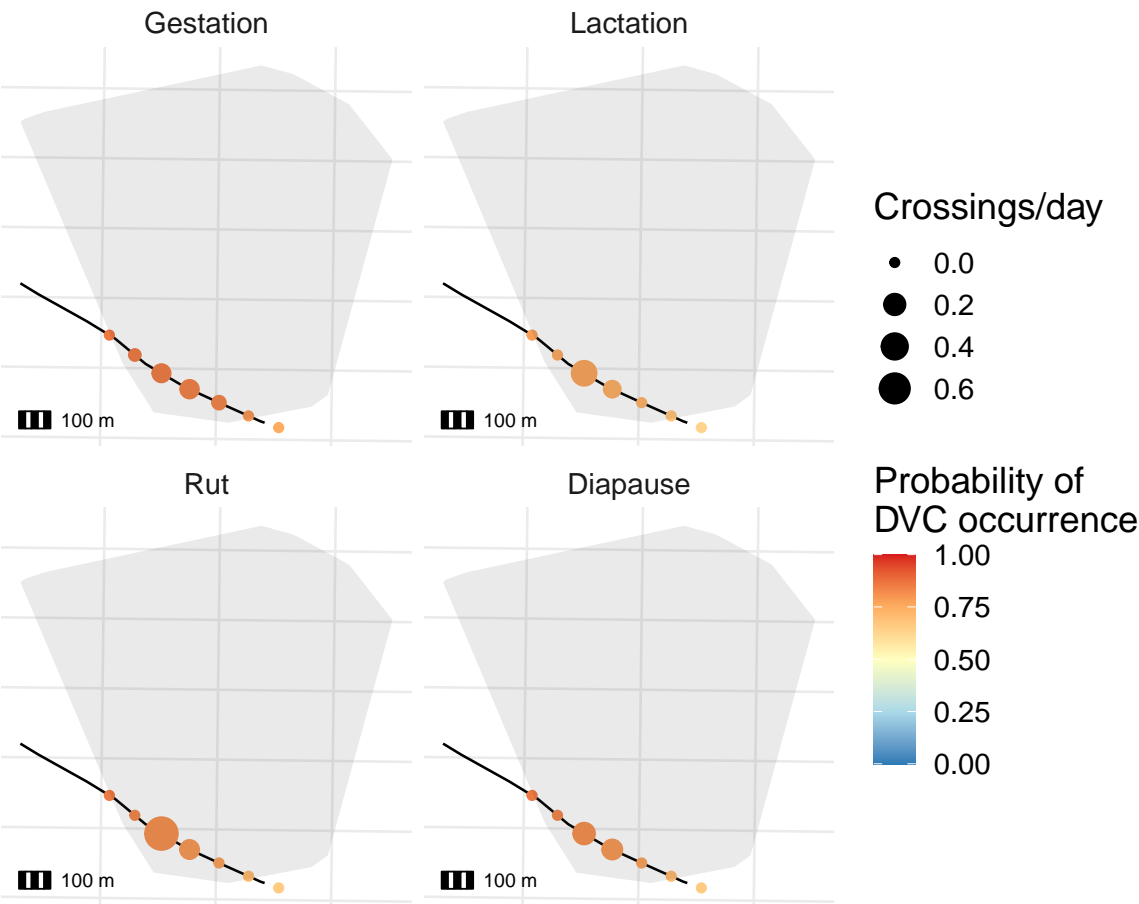 Gestation
Lactation
Crossings/day
0.0
0.2
0.4
0.6
100 m
100 m
Rut
Diapause
Probability of
DVC occurrence
1.00
0.75
0.50
0.25
0.00
100 m
100 m